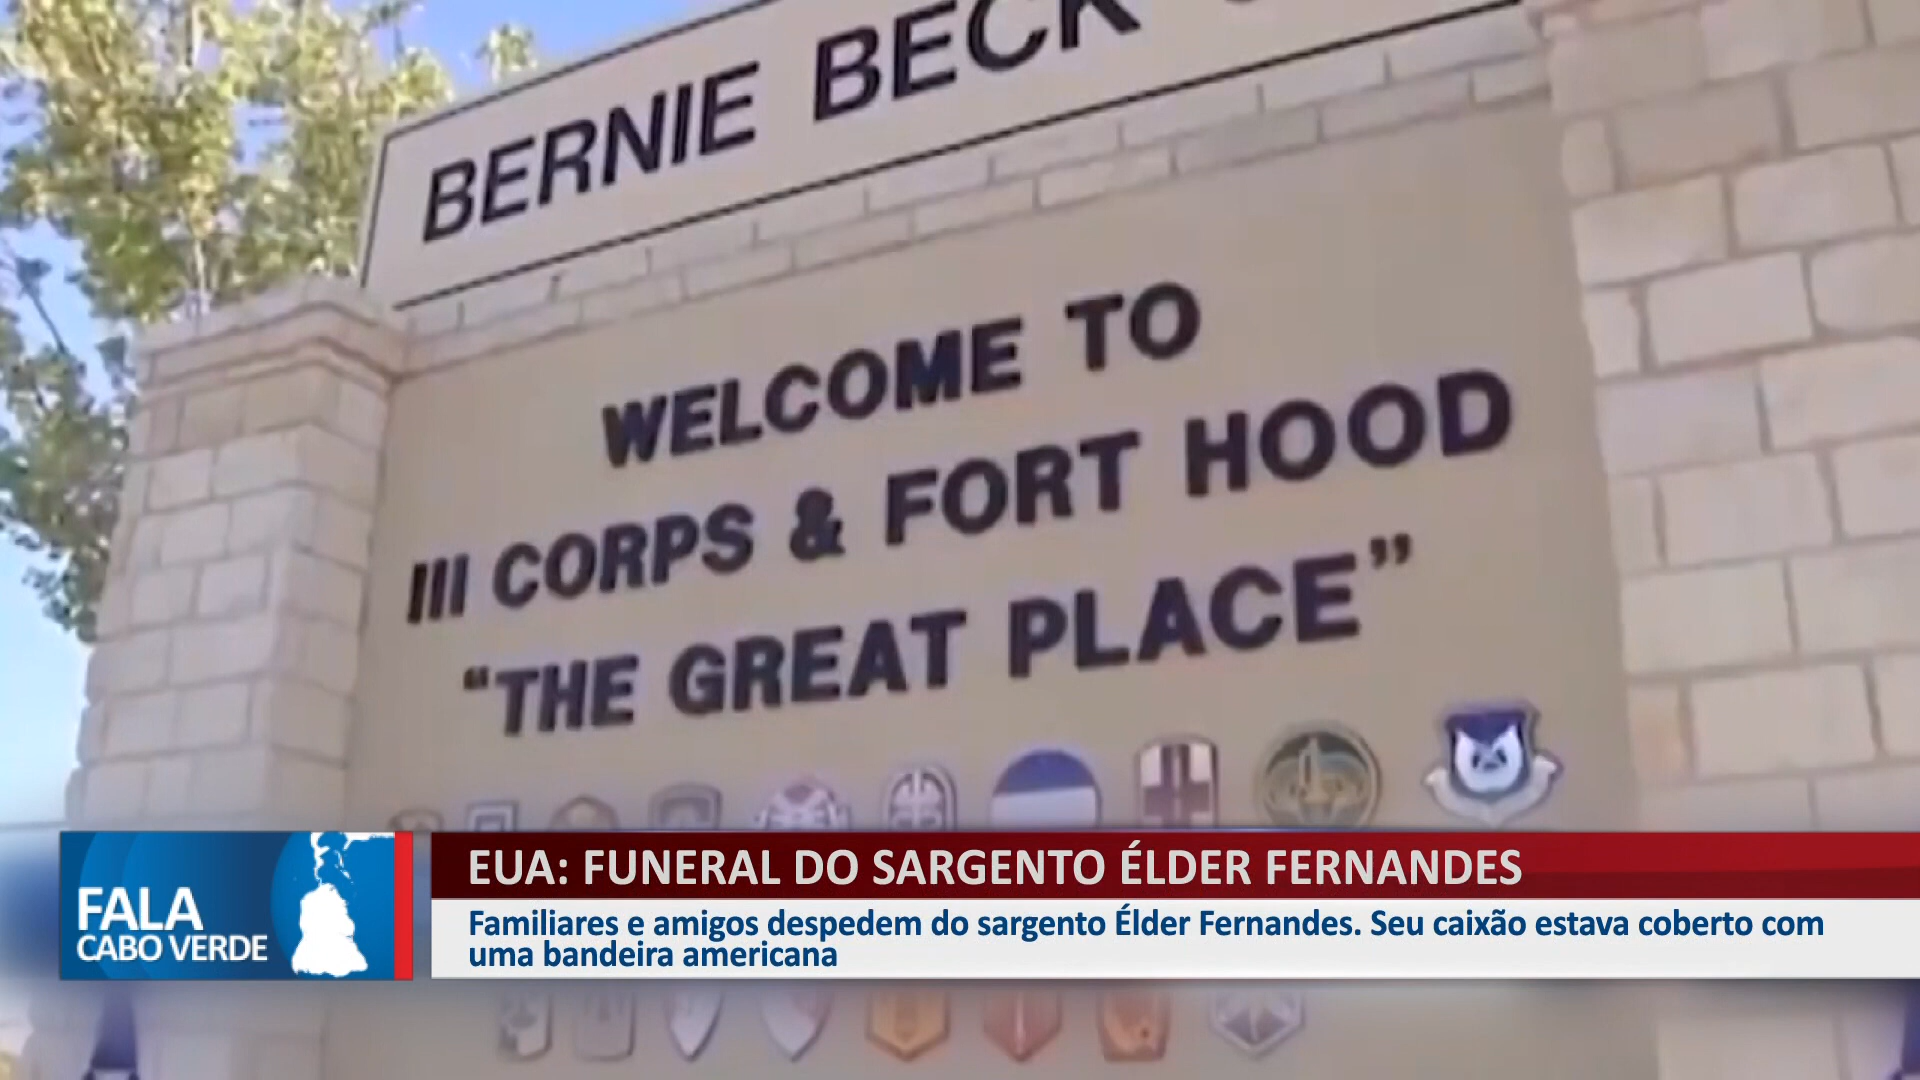 BERNIE BECK
WELCOME TO
III CORPS & FORT HOOD
“THE GREAT PLACE”
FALA
CABO VERDE
EUA: FUNERAL DO SARGENTO ÉLDER FERNANDES
Familiares e amigos despedem do sargento Élder Fernandes. Seu caixão estava coberto com
uma bandeira americana